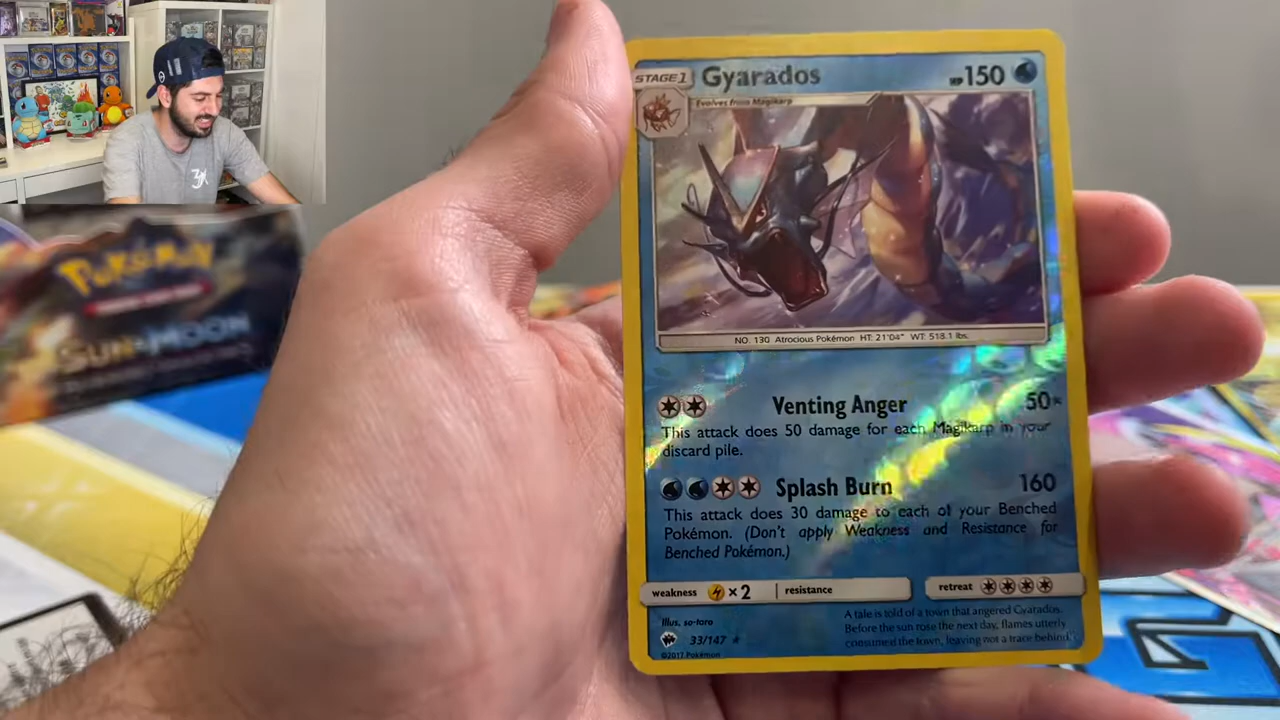 POKéMON
SUN & MOON
STAGE 1
Gyarados
HP 150
Evolves from Magikarp
NO. 130 Atrocious Pokémon HT: 21'04" WT: 518.1 lbs.
Venting Anger 50×
This attack does 50 damage for each Magikarp in your
discard pile.
Splash Burn 160
This attack does 30 damage to each of your Benched
Pokémon. (Don't apply Weakness and Resistance for
Benched Pokémon.)
weakness ×2 resistance retreat
Illus. so-taro
33/147 ★
©2017 Pokémon
A tale is told of a town that angered Gyarados.
Before the sun rose the next day, flames utterly
consumed the town, leaving not a trace behind.